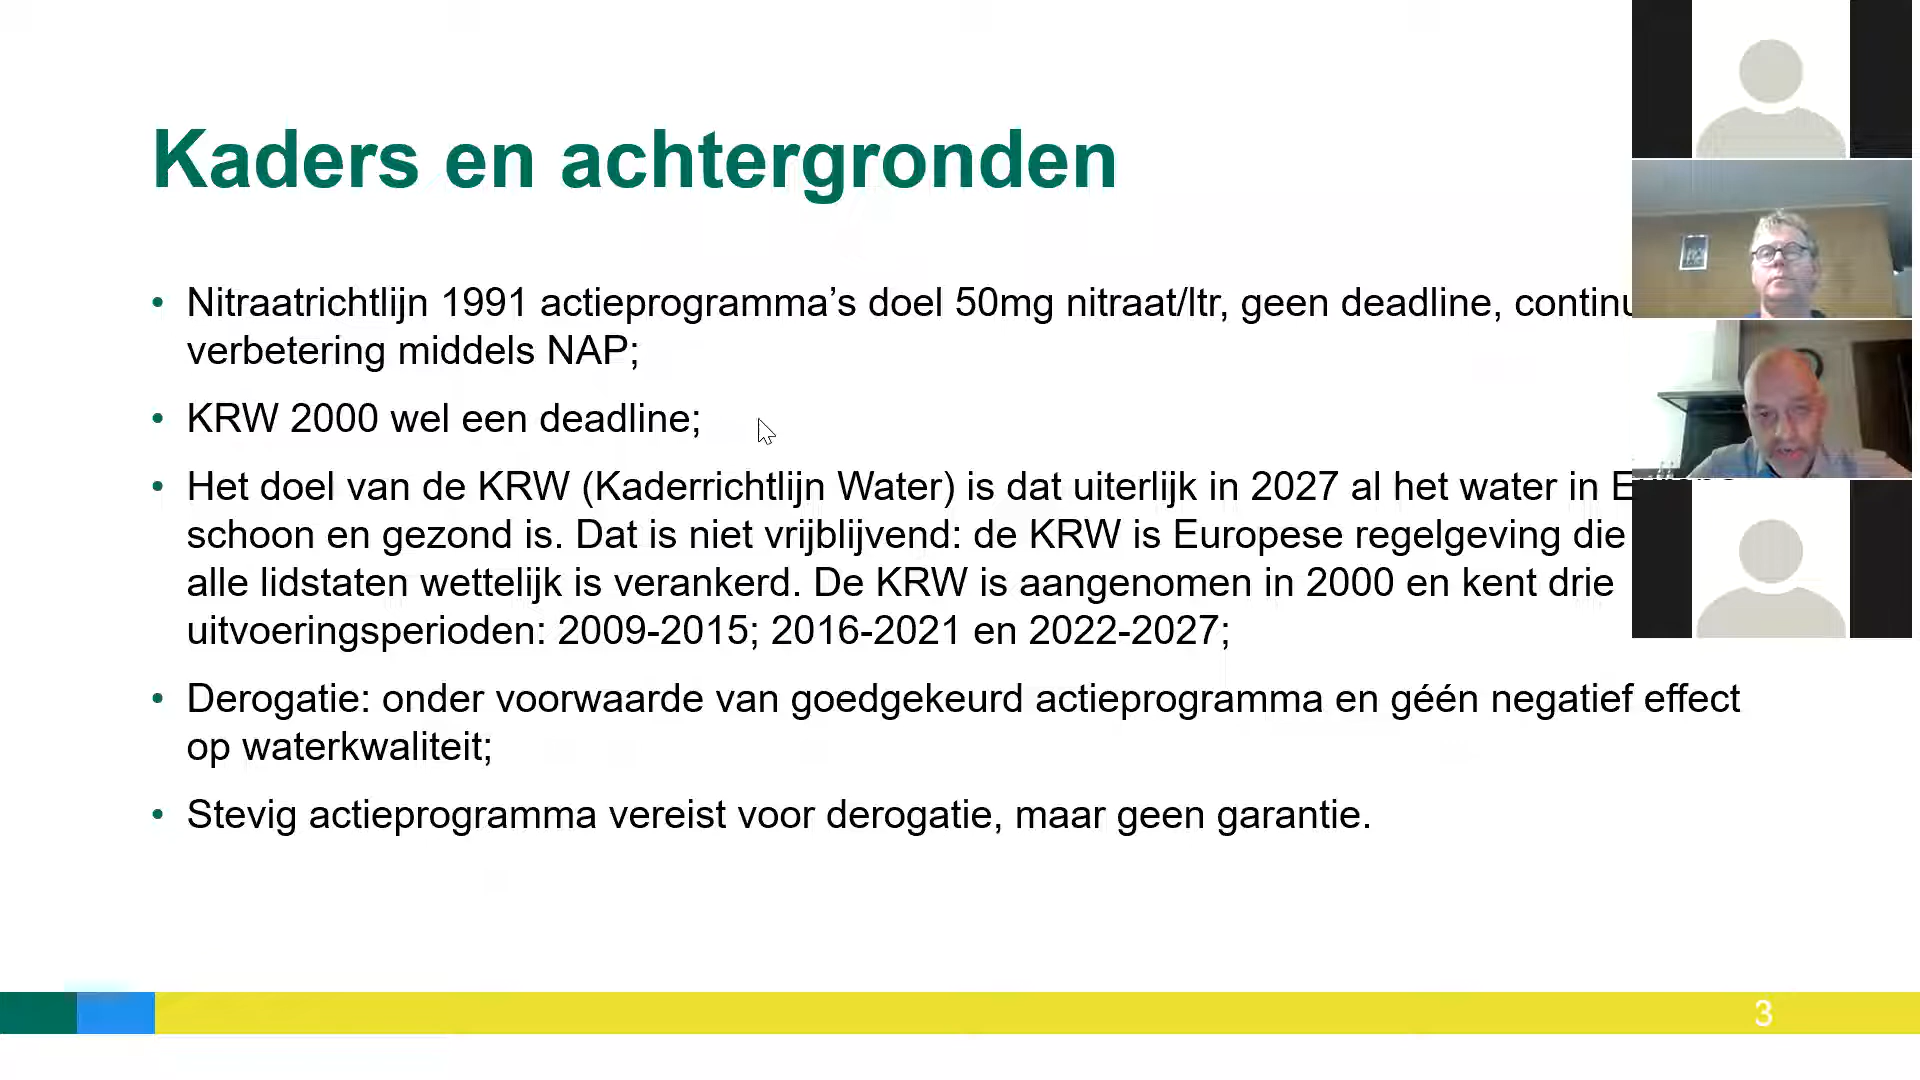 Kaders en achtergronden
• Nitraatrichtlijn 1991 actieprogramma’s doel 50mg nitraat/ltr, geen deadline,
verbetering middels NAP;
• KRW 2000 wel een deadline;
• Het doel van de KRW (Kaderrichtlijn Water) is dat uiterlijk in 2027 al het water in
schoon en gezond is. Dat is niet vrijblijvend: de KRW is Europese regelgeving die
alle lidstaten wettelijk is verankerd. De KRW is aangenomen in 2000 en kent drie
uitvoeringsperioden: 2009-2015; 2016-2021 en 2022-2027;
• Derogatie: onder voorwaarde van goedgekeurd actieprogramma en géén negatief effect
op waterkwaliteit;
• Stevig actieprogramma vereist voor derogatie, maar geen garantie.
3